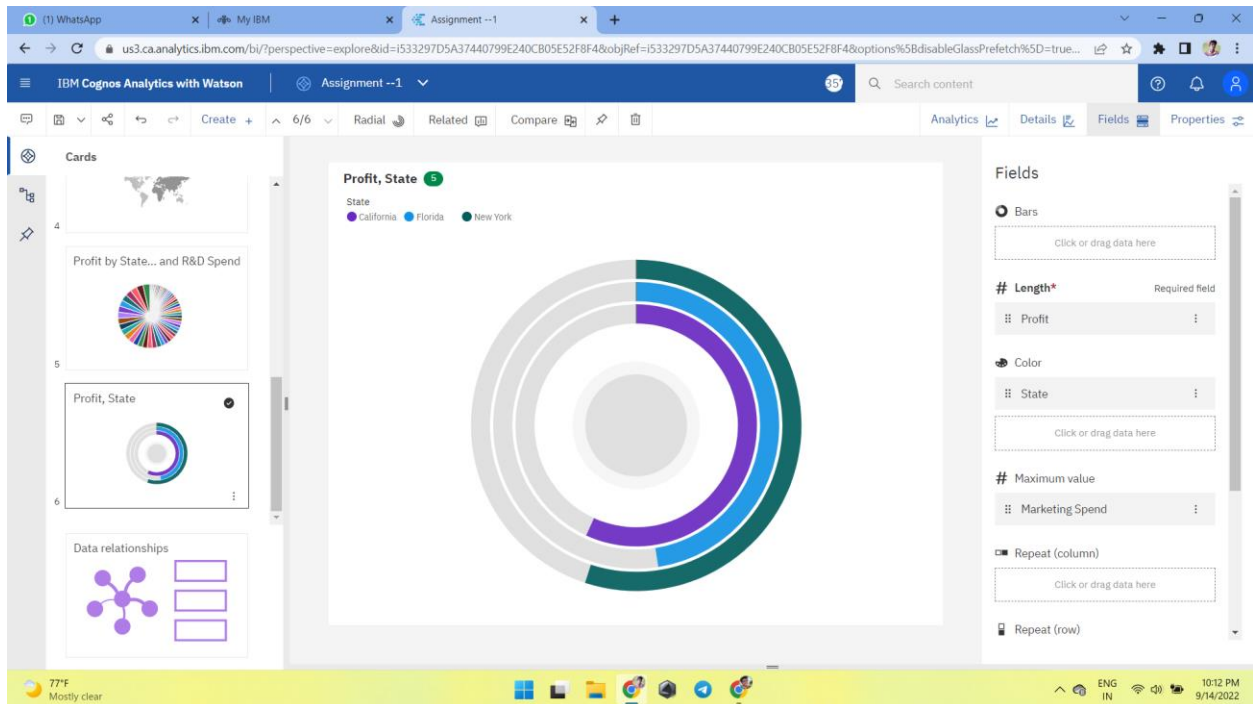 (1) WhatsApp
My IBM
Assignment --1
us3.ca.analytics.ibm.com/bi/?perspective=explore&id=i533297D5A37440799E240CB05E52F8F4&objRef=i533297D5A37440799E240CB05E52F8F4&options%5BdisableGlassPrefetch%5D=true...
IBM Cognos Analytics with Watson
Assignment --1
Search content
Create +
6/6
Radial
Related
Compare
Analytics
Details
Fields
Properties
Cards
4
Profit by State... and R&D Spend
5
Profit, State
6
Data relationships
Profit, State 5
State
California Florida New York
Fields
Bars
Click or drag data here
# Length* Required field
Profit
Color
State
Click or drag data here
# Maximum value
Marketing Spend
Repeat (column)
Click or drag data here
Repeat (row)
77°F
Mostly clear
ENG
IN
10:12 PM
9/14/2022